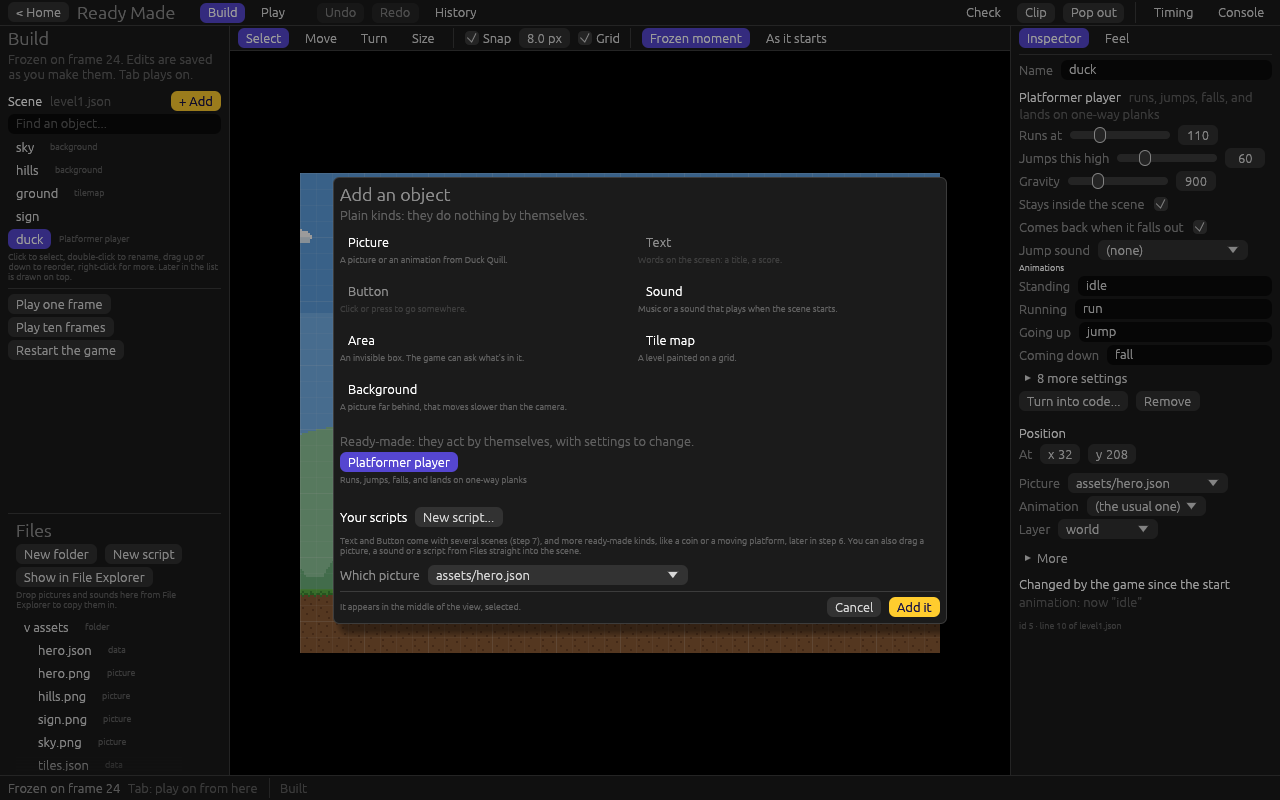 < Home Ready Made Build Play Undo Redo History Check Clip Pop out Timing Console
Build
Frozen on frame 24. Edits are saved
as you make them. Tab plays on.
Scene level1.json + Add
Find an object...
sky background
hills background
ground tilemap
sign
duck Platformer player
Click to select, double-click to rename, drag up or
down to reorder, right-click for more. Later in the list
is drawn on top.
Play one frame
Play ten frames
Restart the game
Files
New folder New script
Show in File Explorer
Drop pictures and sounds here from File
Explorer to copy them in.
v assets folder
hero.json data
hero.png picture
hills.png picture
sign.png picture
sky.png picture
tiles.json data
Select Move Turn Size Snap 8.0 px Grid Frozen moment As it starts
Add an object
Plain kinds: they do nothing by themselves.
Picture Text
A picture or an animation from Duck Quill. Words on the screen: a title, a score.
Button Sound
Click or press to go somewhere. Music or a sound that plays when the scene starts.
Area Tile map
An invisible box. The game can ask what's in it. A level painted on a grid.
Background
A picture far behind, that moves slower than the camera.
Ready-made: they act by themselves, with settings to change.
Platformer player
Runs, jumps, falls, and lands on one-way planks
Your scripts New script...
Text and Button come with several scenes (step 7), and more ready-made kinds, like a coin or a moving platform, later in step 6. You can also drag a
picture, a sound or a script from Files straight into the scene.
Which picture assets/hero.json
It appears in the middle of the view, selected. Cancel Add it
Inspector Feel
Name duck
Platformer player runs, jumps, falls, and
lands on one-way planks
Runs at 110
Jumps this high 60
Gravity 900
Stays inside the scene
Comes back when it falls out
Jump sound (none)
Animations
Standing idle
Running run
Going up jump
Coming down fall
8 more settings
Turn into code... Remove
Position
At x 32 y 208
Picture assets/hero.json
Animation (the usual one)
Layer world
More
Changed by the game since the start
animation: now "idle"
id 5 · line 10 of level1.json
Frozen on frame 24 Tab: play on from here Built